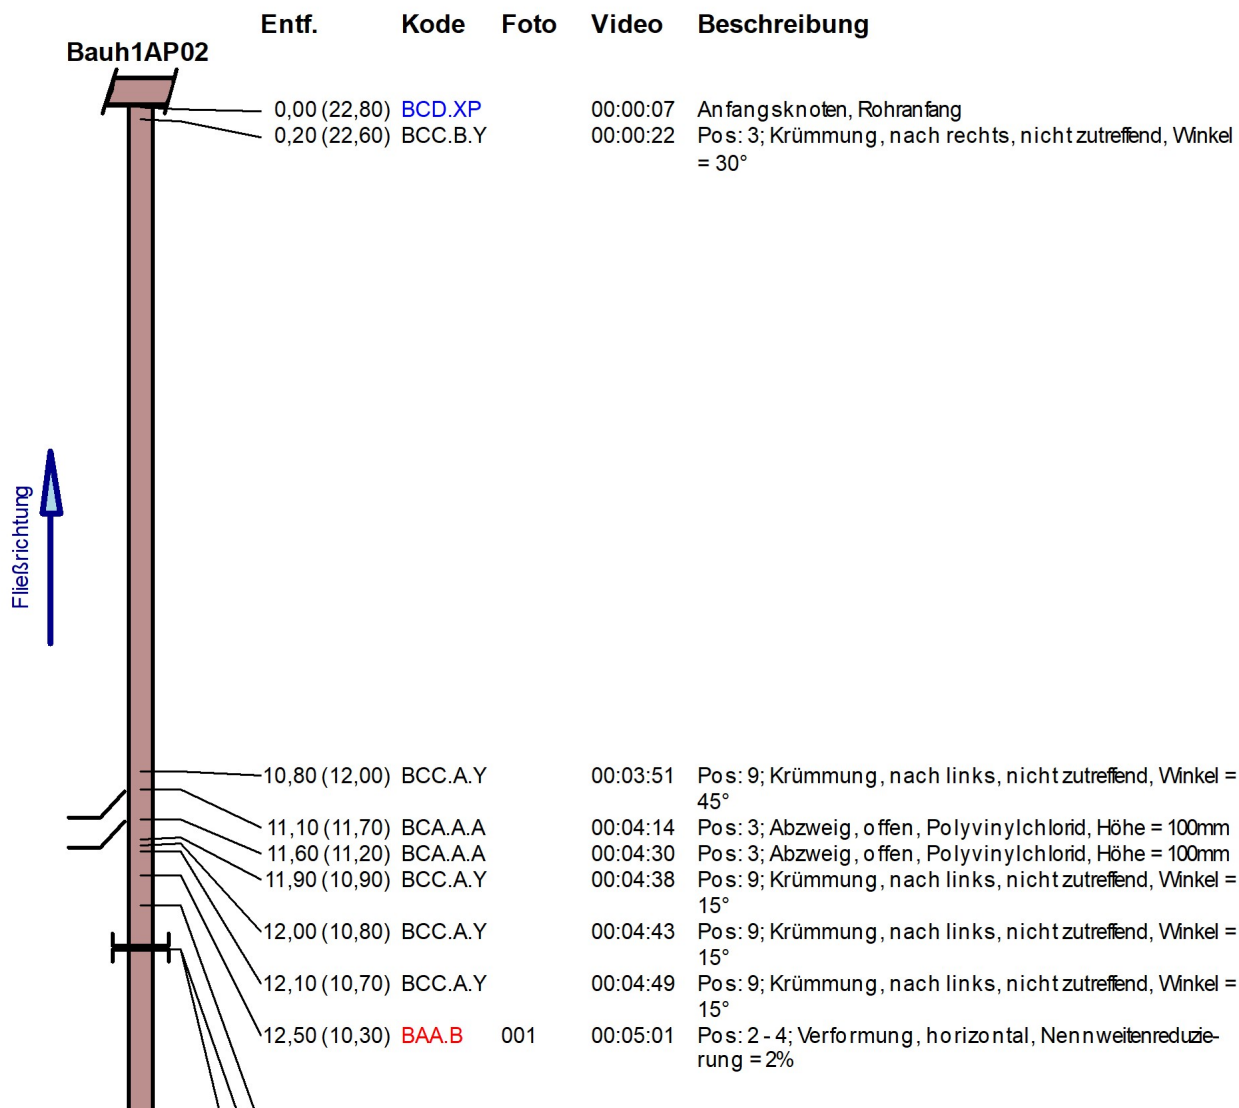 Entf. Kode Foto Video Beschreibung
Bauh1AP02
0,00 (22,80) BCD.XP 00:00:07 Anfangsknoten, Rohranfang
0,20 (22,60) BCC.B.Y 00:00:22 Pos: 3; Krümmung, nach rechts, nicht zutreffend, Winkel
= 30°
Fließrichtung
10,80 (12,00) BCC.A.Y 00:03:51 Pos: 9; Krümmung, nach links, nicht zutreffend, Winkel =
45°
11,10 (11,70) BCA.A.A 00:04:14 Pos: 3; Abzweig, offen, Polyvinylchlorid, Höhe = 100mm
11,60 (11,20) BCA.A.A 00:04:30 Pos: 3; Abzweig, offen, Polyvinylchlorid, Höhe = 100mm
11,90 (10,90) BCC.A.Y 00:04:38 Pos: 9; Krümmung, nach links, nicht zutreffend, Winkel =
15°
12,00 (10,80) BCC.A.Y 00:04:43 Pos: 9; Krümmung, nach links, nicht zutreffend, Winkel =
15°
12,10 (10,70) BCC.A.Y 00:04:49 Pos: 9; Krümmung, nach links, nicht zutreffend, Winkel =
15°
12,50 (10,30) BAA.B 001 00:05:01 Pos: 2 - 4; Verformung, horizontal, Nennweitenreduzie-
rung = 2%